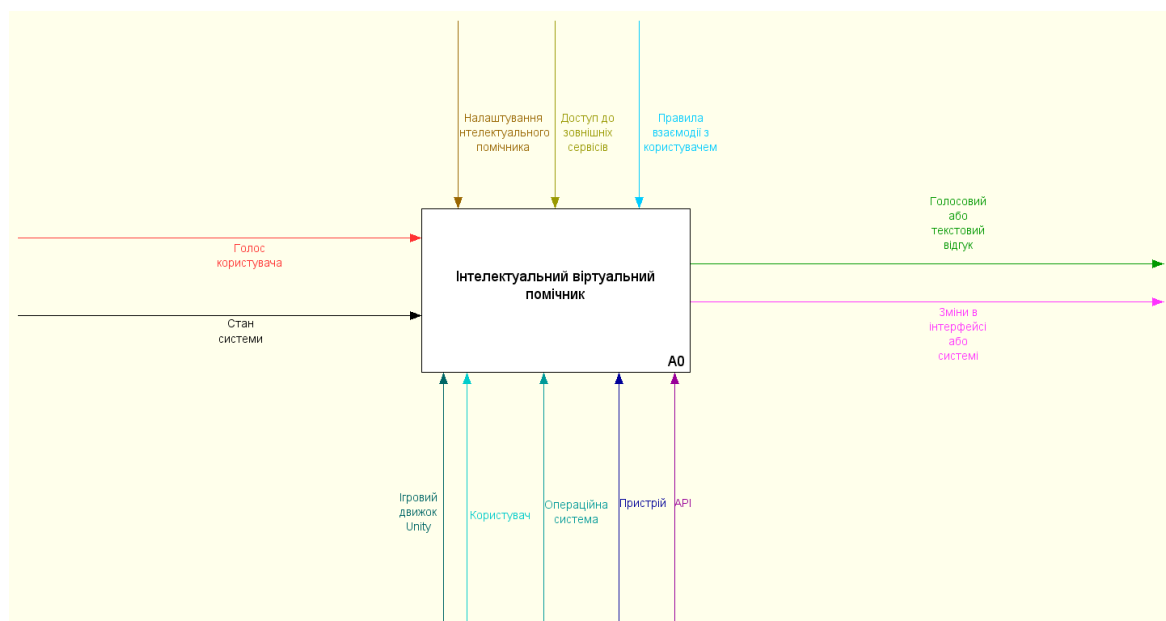 Налаштування
нтелектуального
помічника
Доступ до
зовнішніх
сервісів
Правила
взаємодії з
користувачем
Голос
користувача
Стан
системи
Інтелектуальний віртуальний
помічник
A0
Голосовий
або
текстовий
відгук
Зміни в
інтерфейсі
або
системі
Ігровий
движок
Unity
Користувач
Операційна
система
Пристрій
API